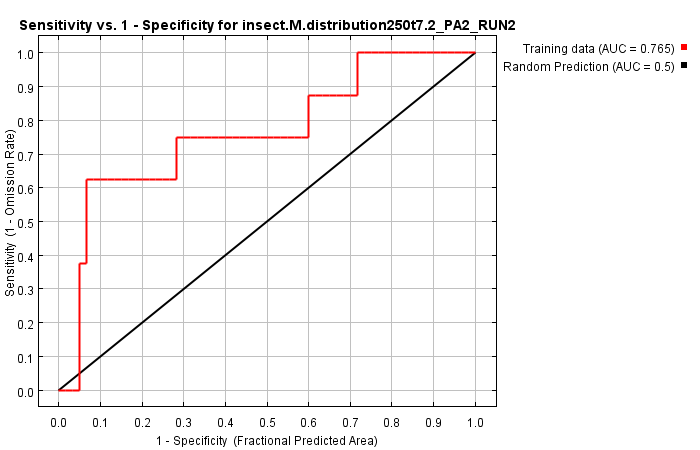 Sensitivity vs. 1 - Specificity for insect.M.distribution250t7.2_PA2_RUN2
Training data (AUC = 0.765)
Random Prediction (AUC = 0.5)
Sensitivity (1 - Omission Rate)
1.0
0.9
0.8
0.7
0.6
0.5
0.4
0.3
0.2
0.1
0.0
0.0 0.1 0.2 0.3 0.4 0.5 0.6 0.7 0.8 0.9 1.0
1 - Specificity (Fractional Predicted Area)